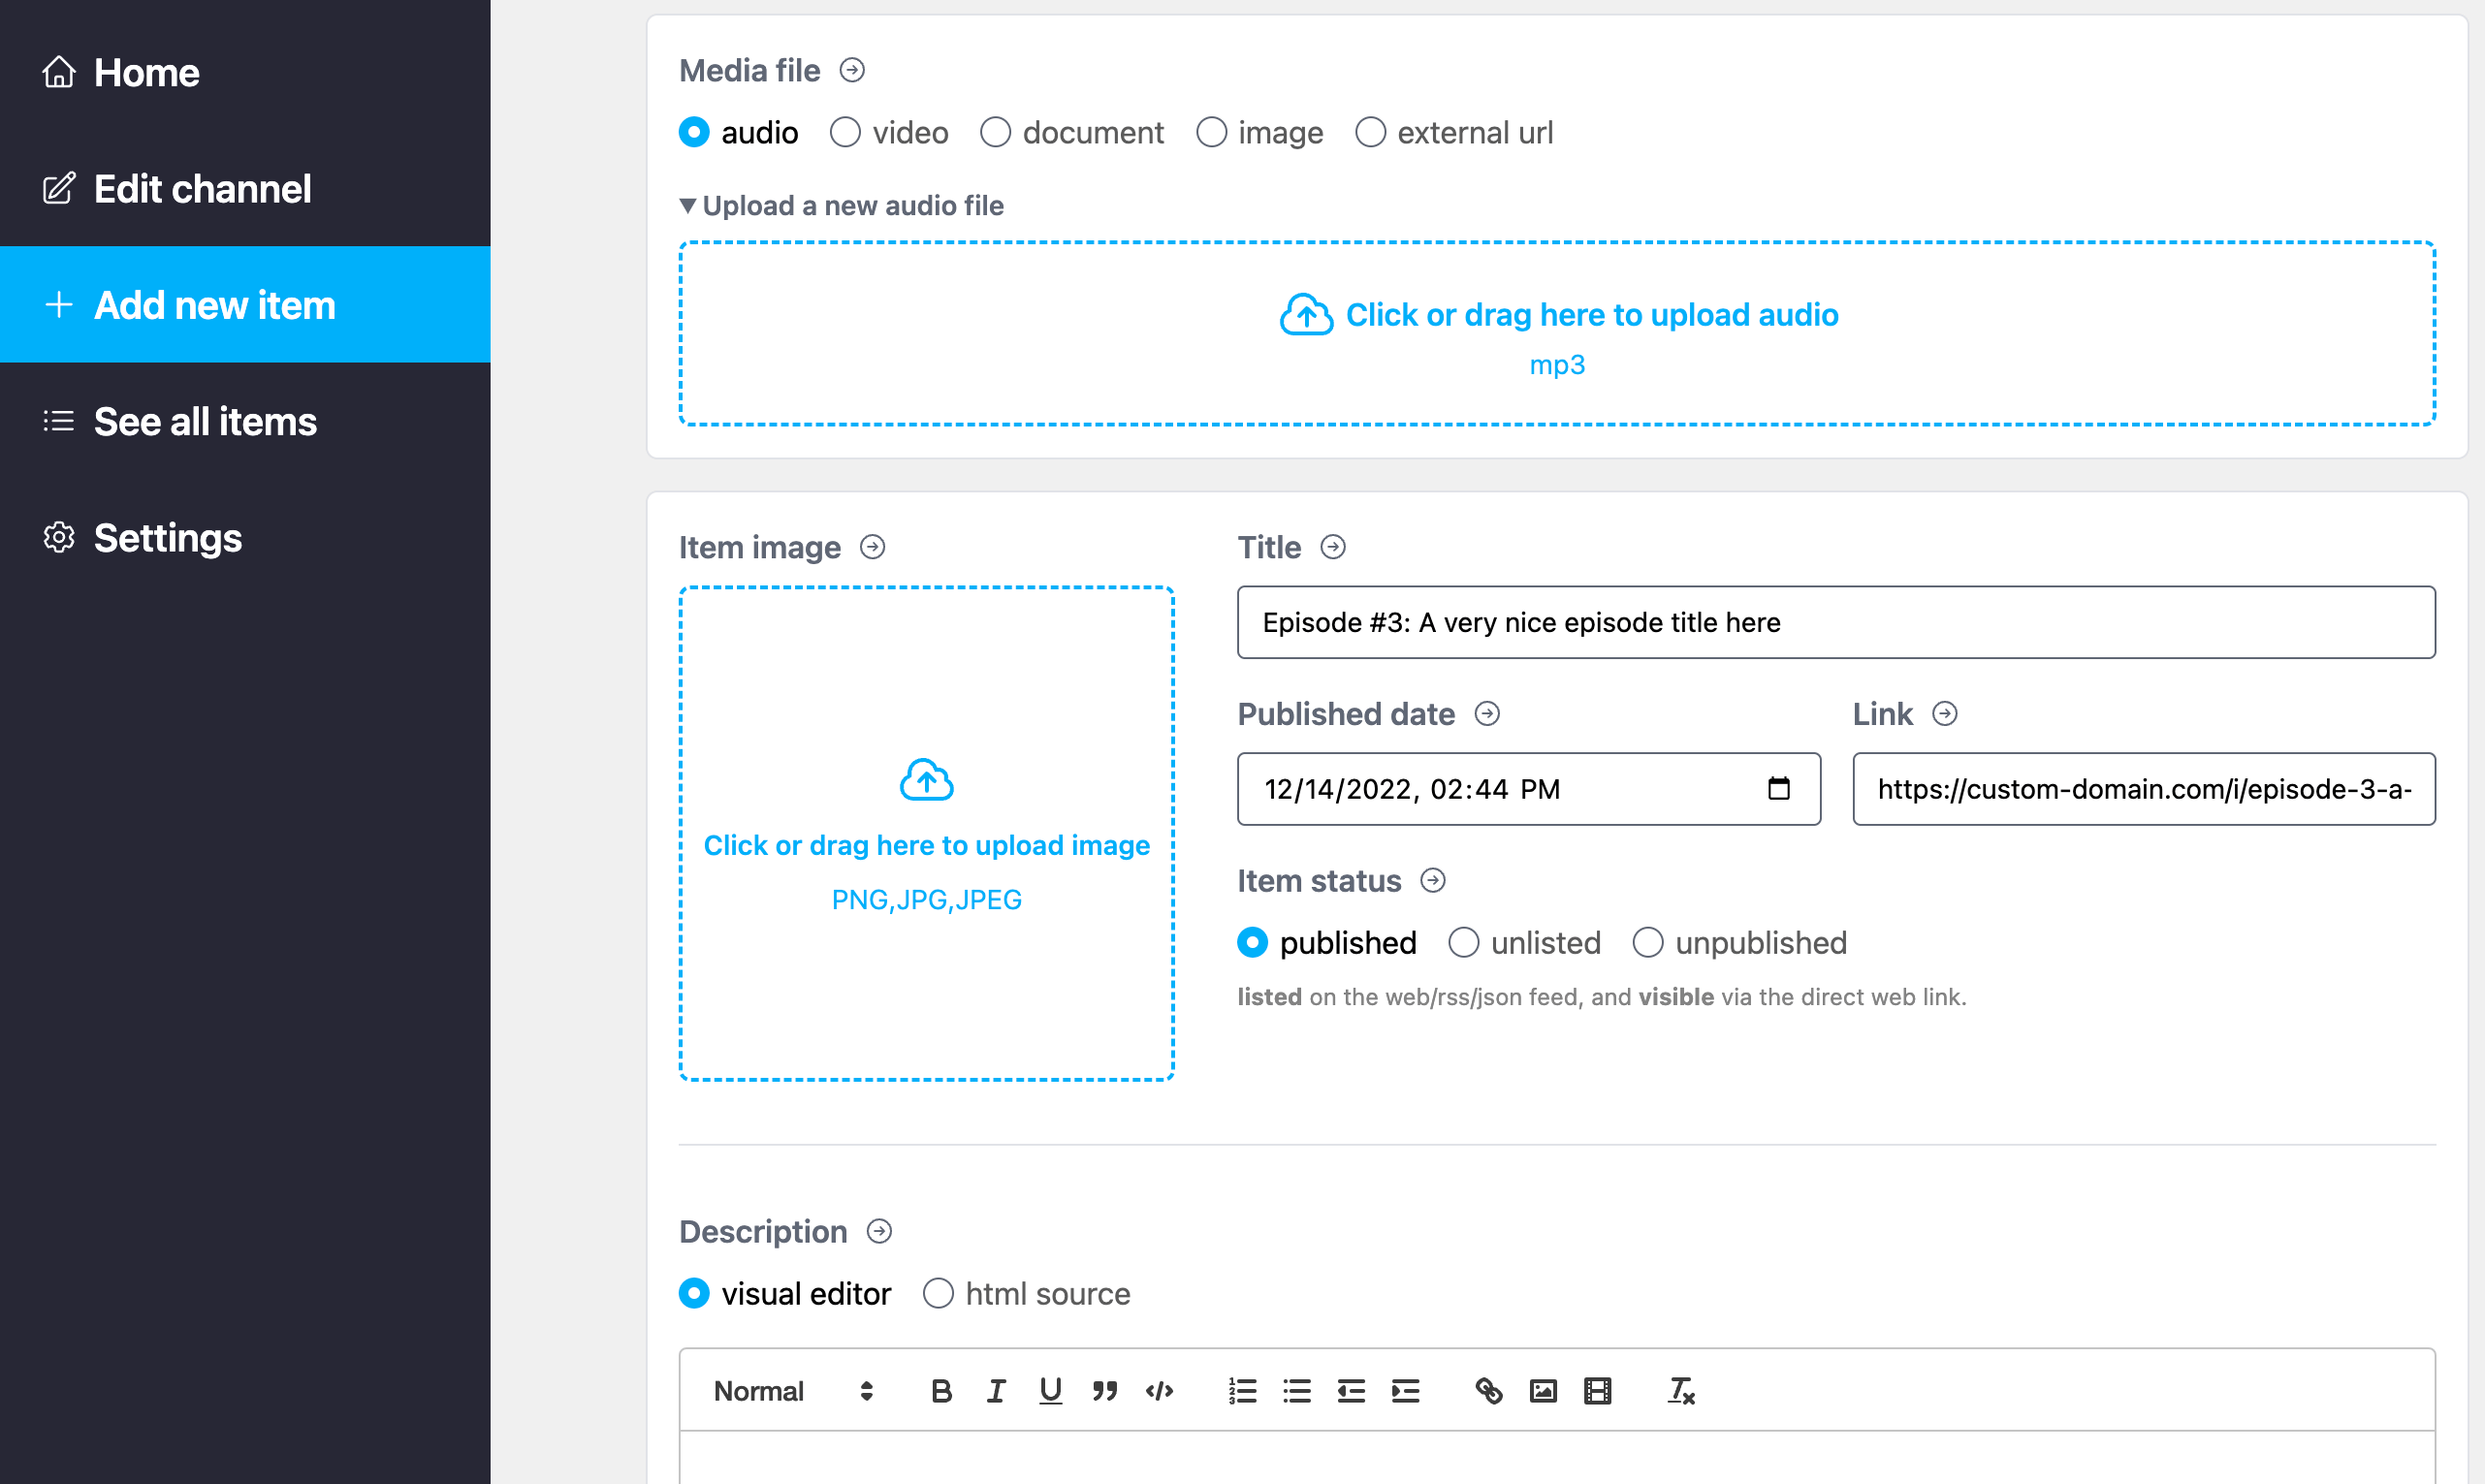 Home
Edit channel
Add new item
See all items
Settings
Media file
audio video document image external url
Upload a new audio file
Click or drag here to upload audio
mp3
Item image
Click or drag here to upload image
PNG,JPG,JPEG
Title
Episode #3: A very nice episode title here
Published date
12/14/2022, 02:44 PM
Link
https://custom-domain.com/i/episode-3-a-
Item status
published unlisted unpublished
listed on the web/rss/json feed, and visible via the direct web link.
Description
visual editor html source
Normal